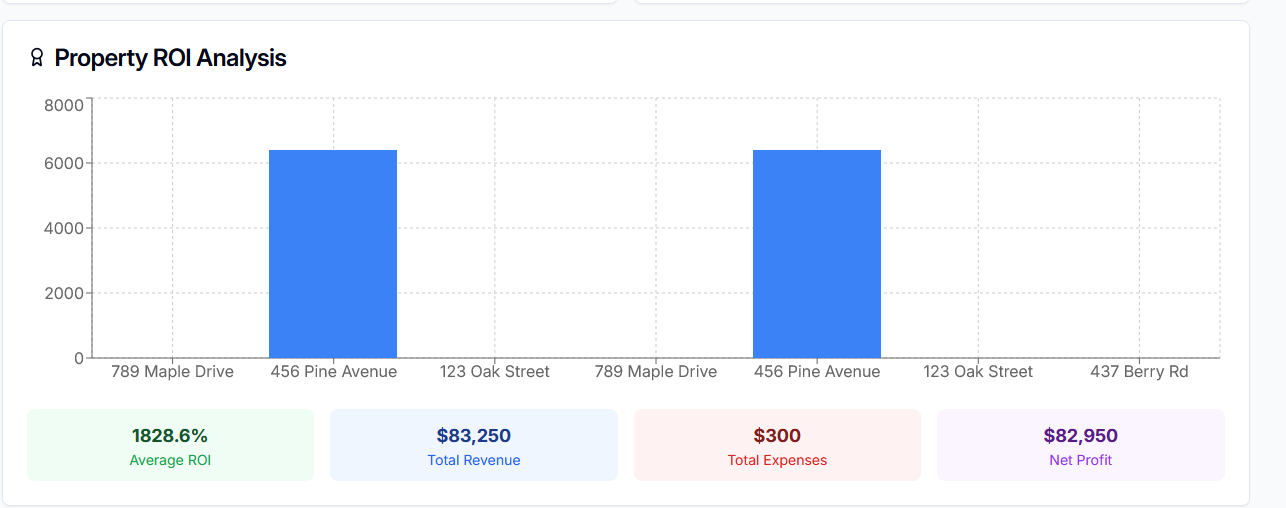 Property ROI Analysis
8000
6000
4000
2000
0
789 Maple Drive 456 Pine Avenue 123 Oak Street 789 Maple Drive 456 Pine Avenue 123 Oak Street 437 Berry Rd
1828.6% $83,250 $300 $82,950
Average ROI Total Revenue Total Expenses Net Profit